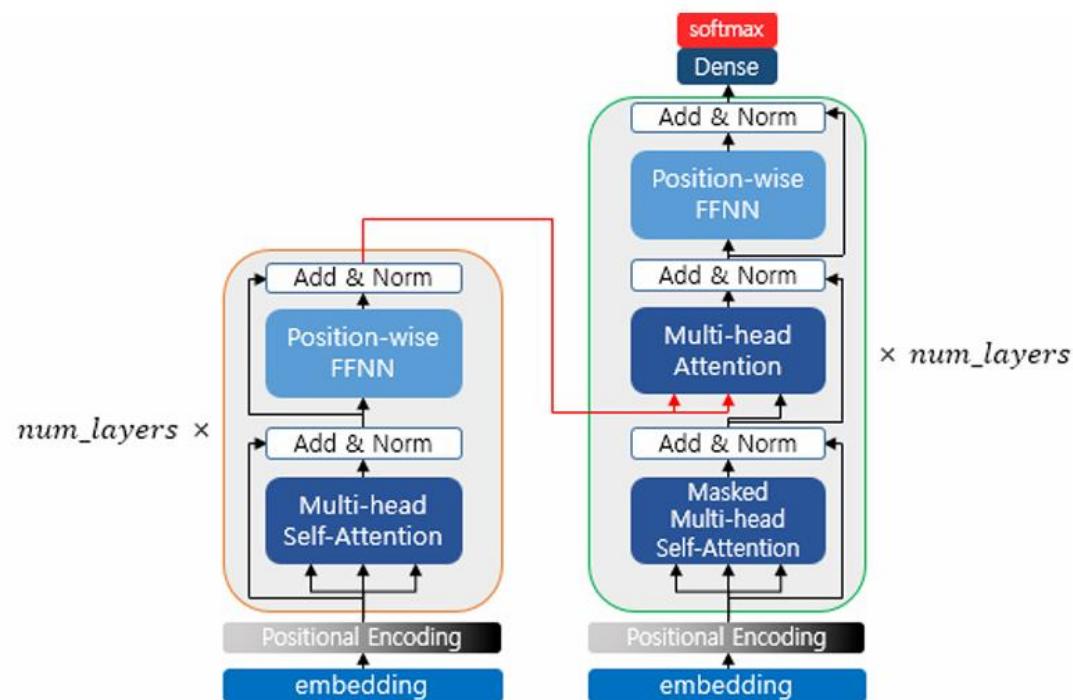 softmax
Dense
Add & Norm
Position-wise
FFNN
Add & Norm
Multi-head
Attention
× num_layers
Add & Norm
Masked
Multi-head
Self-Attention
Positional Encoding
embedding
Add & Norm
Position-wise
FFNN
num_layers ×
Add & Norm
Multi-head
Self-Attention
Positional Encoding
embedding